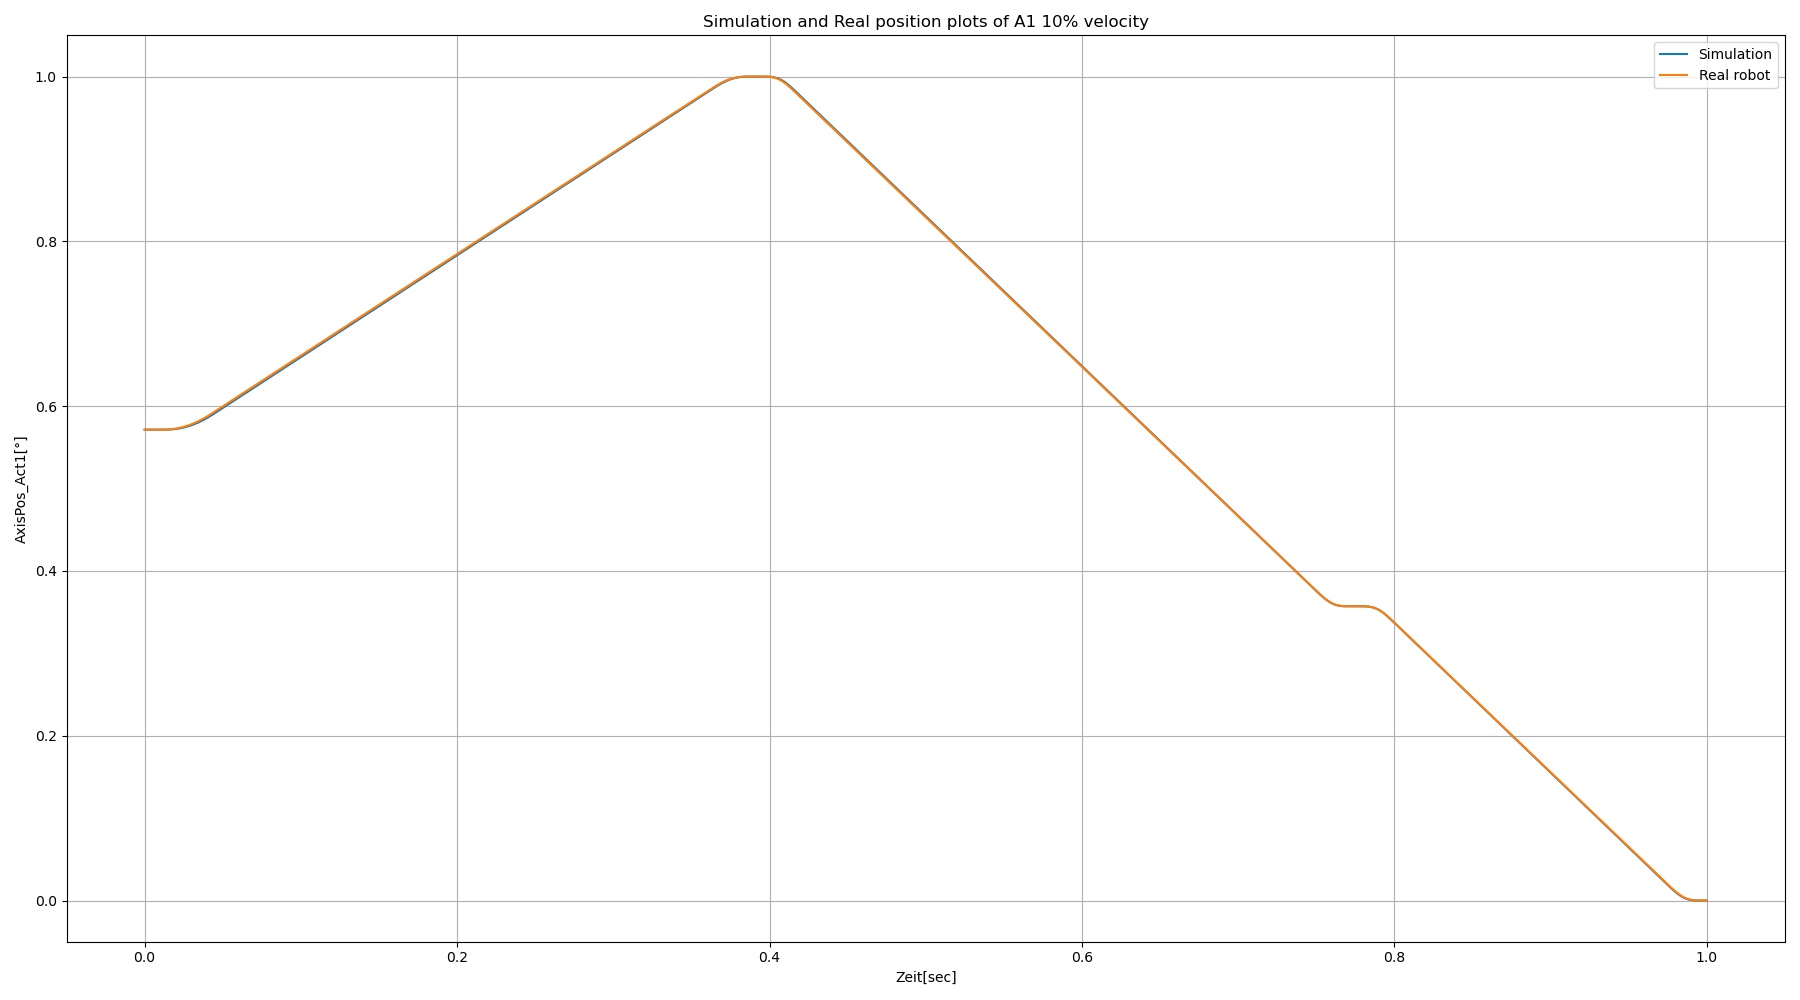 Simulation and Real position plots of A1 10% velocity
Simulation
Real robot
1.0
0.8
0.6
0.4
0.2
0.0
AxisPos_Act1[°]
0.0 0.2 0.4 0.6 0.8 1.0
Zeit[sec]